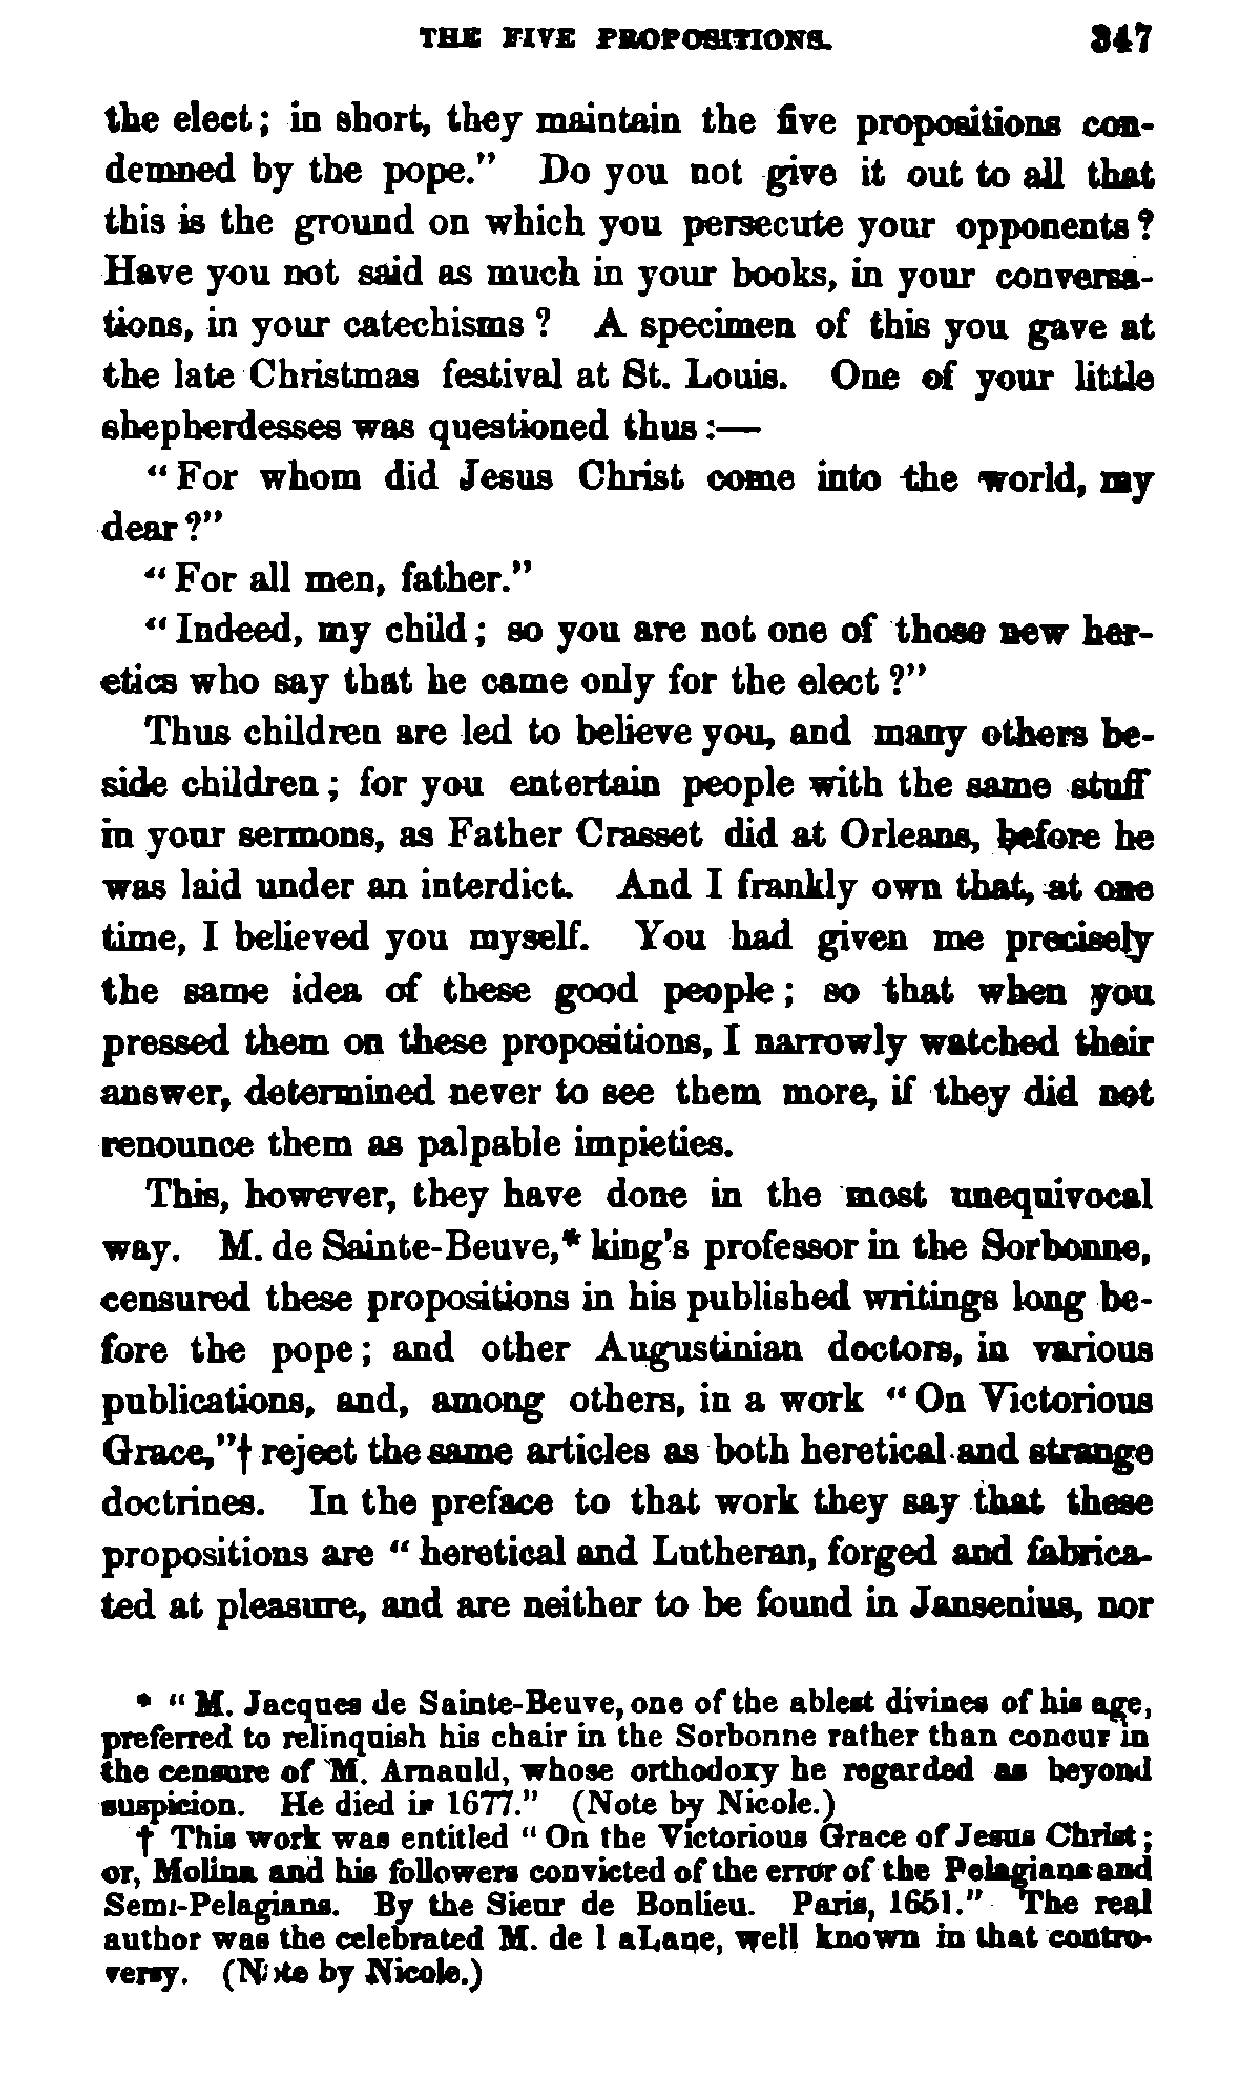 THE FIVE PROPOSITIONS. 347
the elect; in short, they maintain the five propositions con-
demned by the pope." Do you not give it out to all that
this is the ground on which you persecute your opponents?
Have you not said as much in your books, in your conversa-
tions, in your catechisms? A specimen of this you gave at
the late Christmas festival at St. Louis. One of your little
shepherdesses was questioned thus:—
"For whom did Jesus Christ come into the world, my
dear?"
"For all men, father."
"Indeed, my child; so you are not one of those new her-
etics who say that he came only for the elect?"
Thus children are led to believe you, and many others be-
side children; for you entertain people with the same stuff
in your sermons, as Father Crasset did at Orleans, before he
was laid under an interdict. And I frankly own that, at one
time, I believed you myself. You had given me precisely
the same idea of these good people; so that when you
pressed them on these propositions, I narrowly watched their
answer, determined never to see them more, if they did not
renounce them as palpable impieties.
This, however, they have done in the most unequivocal
way. M. de Sainte-Beuve,* king's professor in the Sorbonne,
censured these propositions in his published writings long be-
fore the pope; and other Augustinian doctors, in various
publications, and, among others, in a work "On Victorious
Grace,"† reject the same articles as both heretical and strange
doctrines. In the preface to that work they say that these
propositions are "heretical and Lutheran, forged and fabrica-
ted at pleasure, and are neither to be found in Jansenius, nor
* "M. Jacques de Sainte-Beuve, one of the ablest divines of his age,
preferred to relinquish his chair in the Sorbonne rather than concur in
the censure of M. Arnauld, whose orthodoxy he regarded as beyond
suspicion. He died in 1677." (Note by Nicole.)
† This work was entitled "On the Victorious Grace of Jesus Christ;
or, Molina and his followers convicted of the error of the Pelagians and
Semi-Pelagians. By the Sieur de Bonlieu. Paris, 1651." The real
author was the celebrated M. de l aLane, well known in that contro-
versy. (Note by Nicole.)